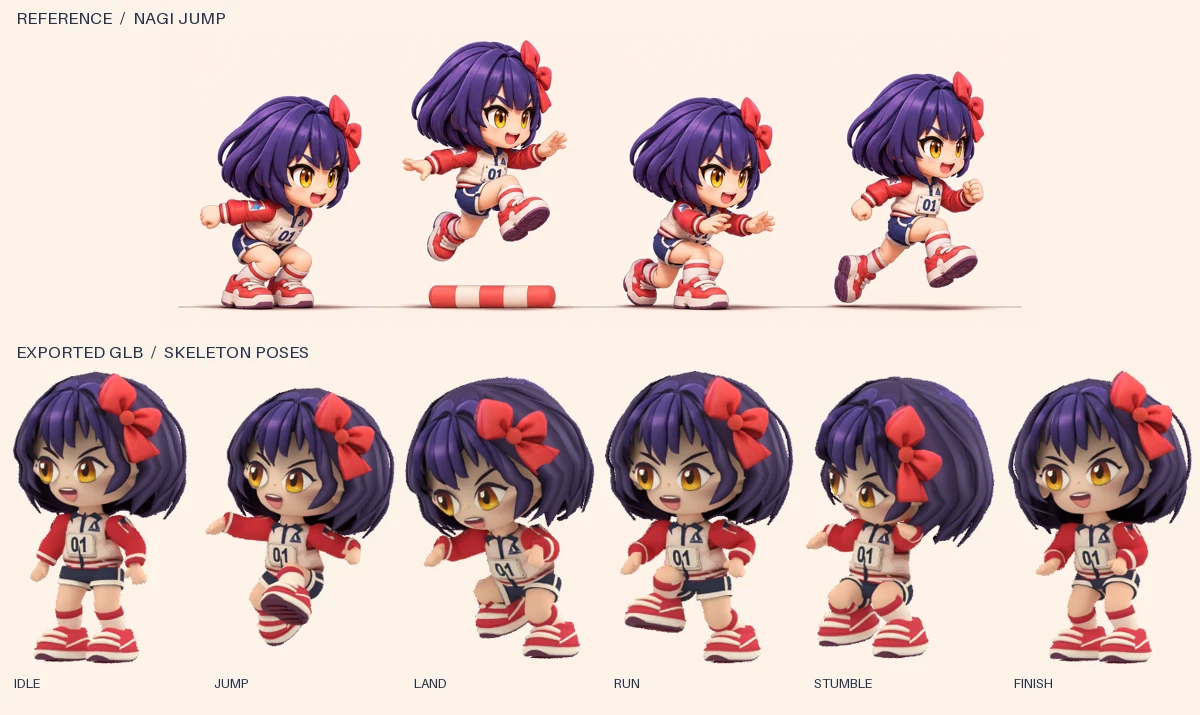 REFERENCE / NAGI JUMP
01
01
01
EXPORTED GLB / SKELETON POSES
01
01
01
01
01
01
IDLE
JUMP
LAND
RUN
STUMBLE
FINISH